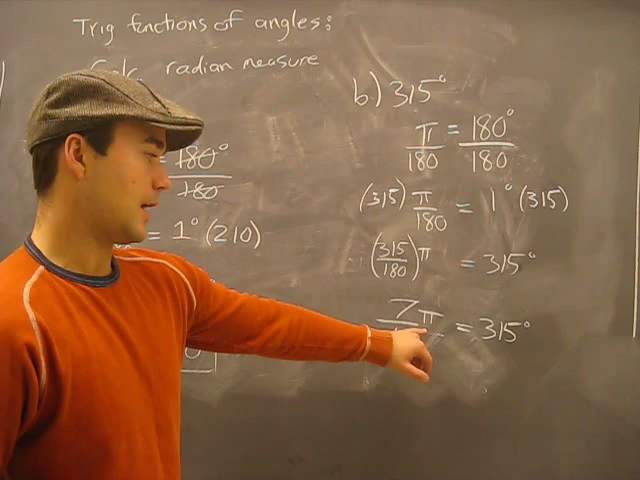 Trig functions of angles:
radian measure
180°
180
= 1° (210)
b.) 315°
π = 180°
180 180
(315) π = 1° (315)
180
(315/180) π = 315°
7π = 315°